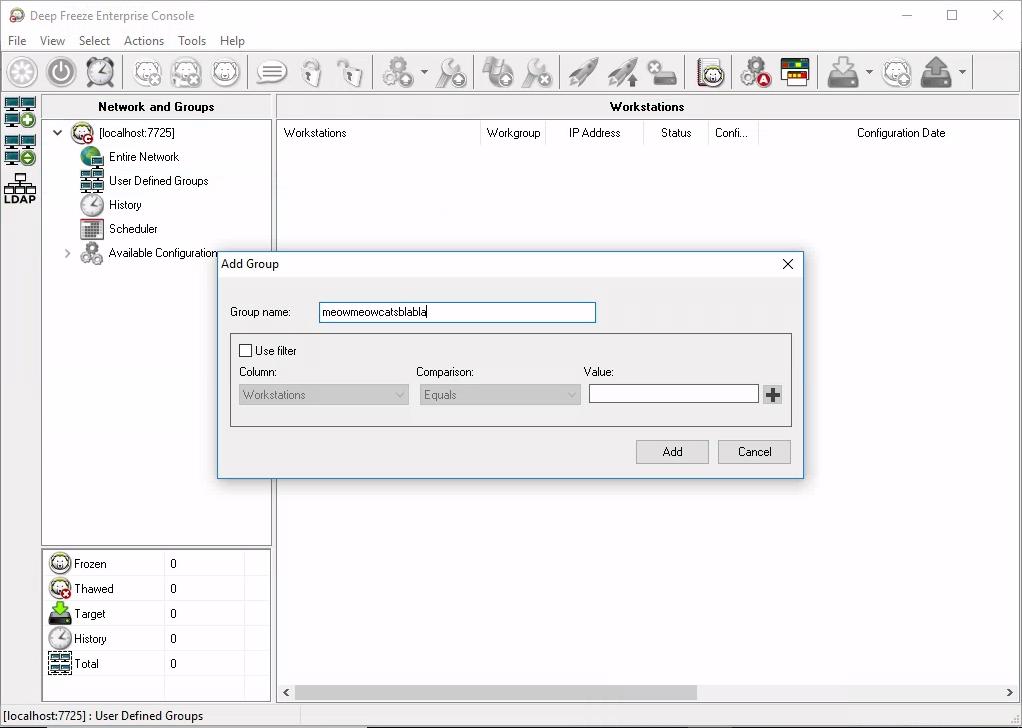 Deep Freeze Enterprise Console
File View Select Actions Tools Help
Network and Groups
Workstations
[localhost:7725]
Workstations Workgroup IP Address Status Confi... Configuration Date
Entire Network
User Defined Groups
LDAP
History
Scheduler
Available Configuration
Add Group
Group name: meowmeowcatsblabla
Use filter
Column: Comparison: Value:
Workstations Equals
Add Cancel
Frozen 0
Thawed 0
Target 0
History 0
Total 0
[localhost:7725] : User Defined Groups